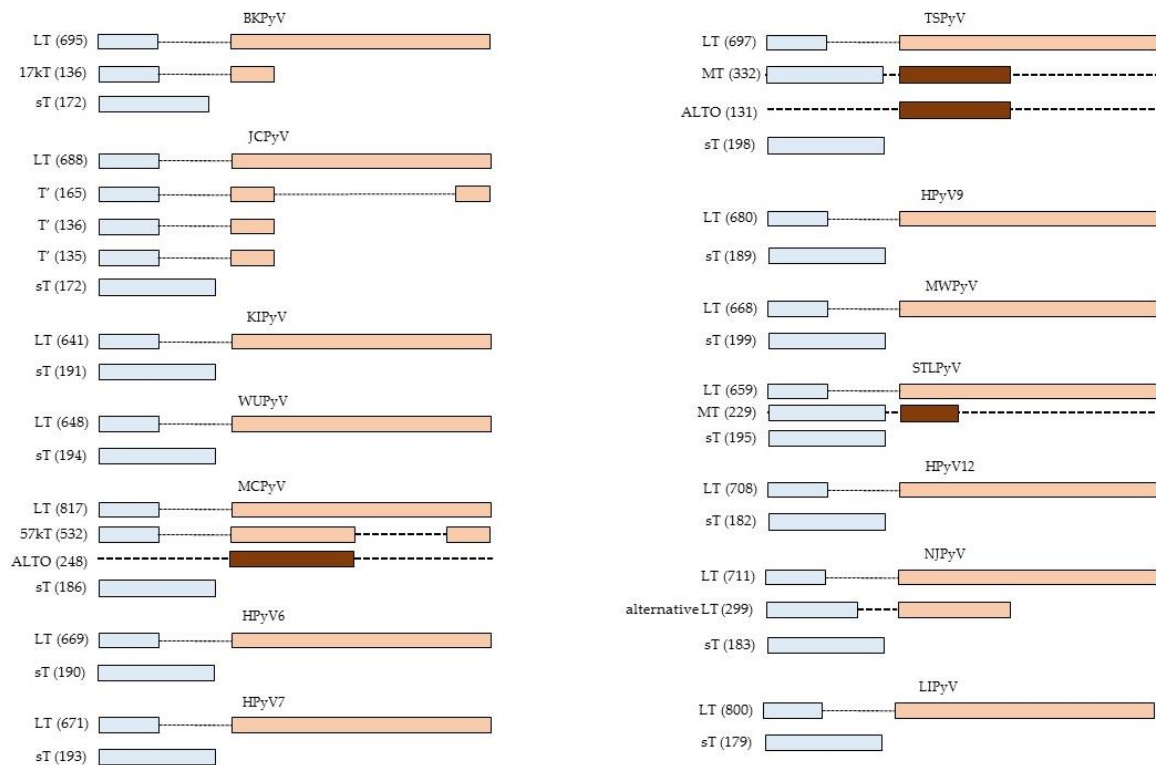 BKPyV
LT (695)
17kT (136)
sT (172)
JCPyV
LT (688)
T′ (165)
T′ (136)
T′ (135)
sT (172)
KIPyV
LT (641)
sT (191)
WUPyV
LT (648)
sT (194)
MCPyV
LT (817)
57kT (532)
ALTO (248)
sT (186)
HPyV6
LT (669)
sT (190)
HPyV7
LT (671)
sT (193)
TSPyV
LT (697)
MT (332)
ALTO (131)
sT (198)
HPyV9
LT (680)
sT (189)
MWPyV
LT (668)
sT (199)
STLPyV
LT (659)
MT (229)
sT (195)
HPyV12
LT (708)
sT (182)
NJPyV
LT (711)
alternative LT (299)
sT (183)
LIPyV
LT (800)
sT (179)